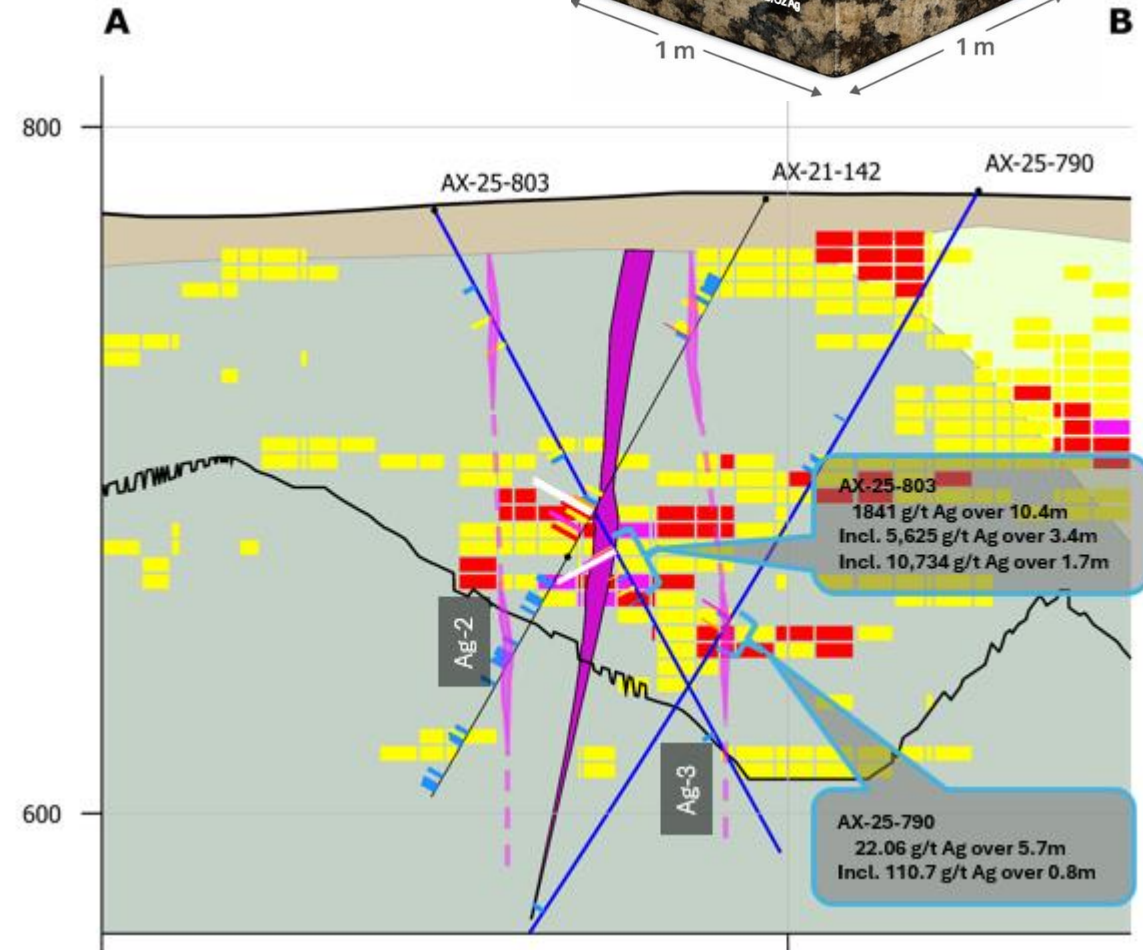 A
B
1 m
1 m
800
AX-25-803
AX-21-142
AX-25-790
AX-25-803
1841 g/t Ag over 10.4m
Incl. 5,625 g/t Ag over 3.4m
Incl. 10,734 g/t Ag over 1.7m
Ag-2
Ag-3
600
AX-25-790
22.06 g/t Ag over 5.7m
Incl. 110.7 g/t Ag over 0.8m